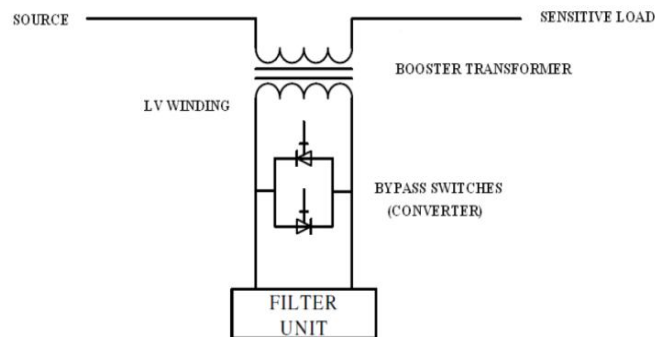 SOURCE
SENSITIVE LOAD
BOOSTER TRANSFORMER
LV WINDING
BYPASS SWITCHES
(CONVERTER)
FILTER
UNIT